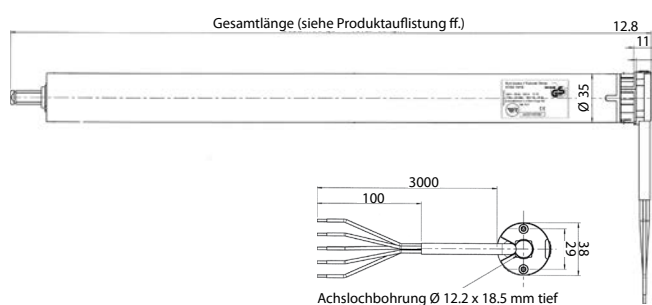 Gesamtlänge (siehe Produktauflistung ff.)
12.8
11
Ø 35
3000
100
29
38
Achslochbohrung Ø 12.2 x 18.5 mm tief